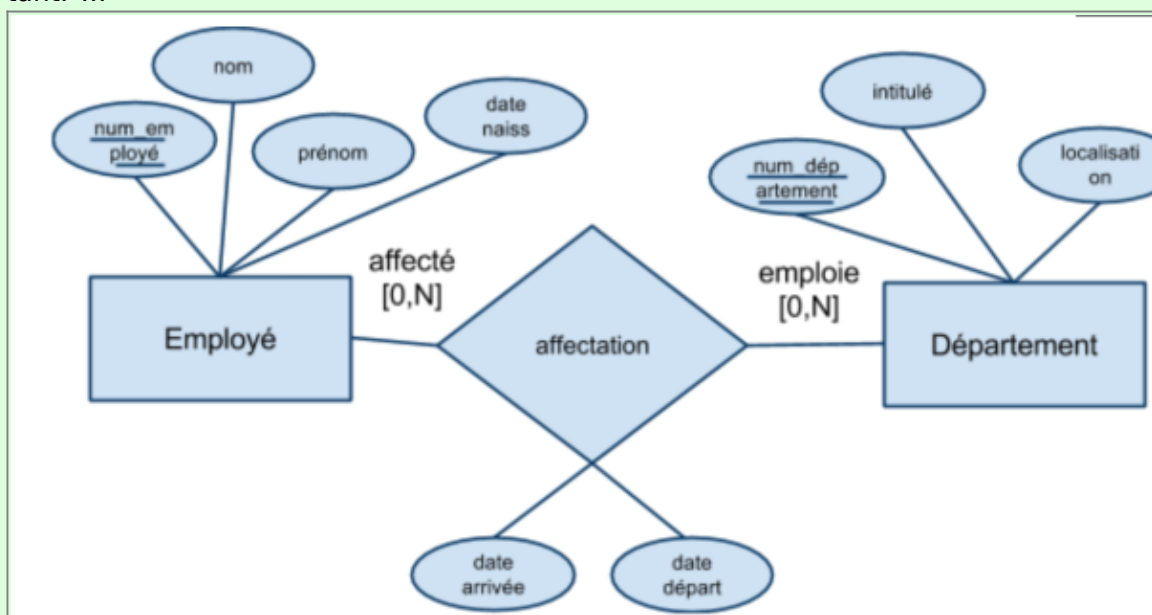 nom
date
naiss
num_em
ployé
prénom
intitulé
localisati
on
num_dép
artement
affecté
[0,N]
emploie
[0,N]
Employé
affectation
Département
date
arrivée
date
départ